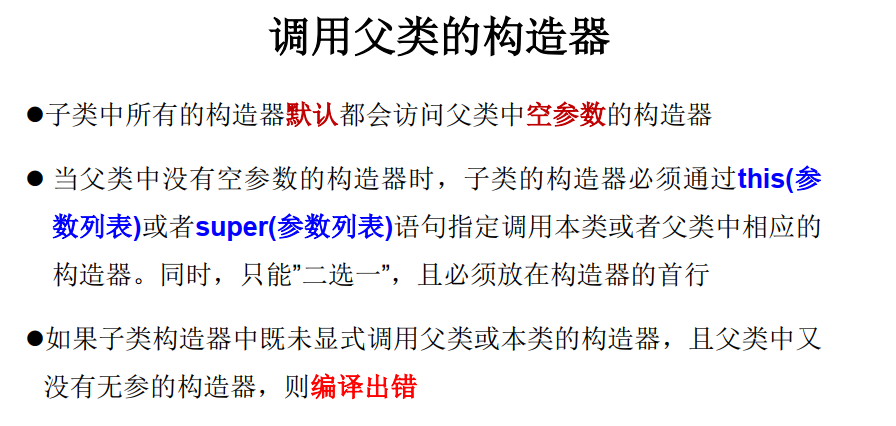 调用父类的构造器
●子类中所有的构造器默认都会访问父类中空参数的构造器
● 当父类中没有空参数的构造器时，子类的构造器必须通过this(参
数列表)或者super(参数列表)语句指定调用本类或者父类中相应的
构造器。同时，只能”二选一”，且必须放在构造器的首行
●如果子类构造器中既未显式调用父类或本类的构造器，且父类中又
没有无参的构造器，则编译出错